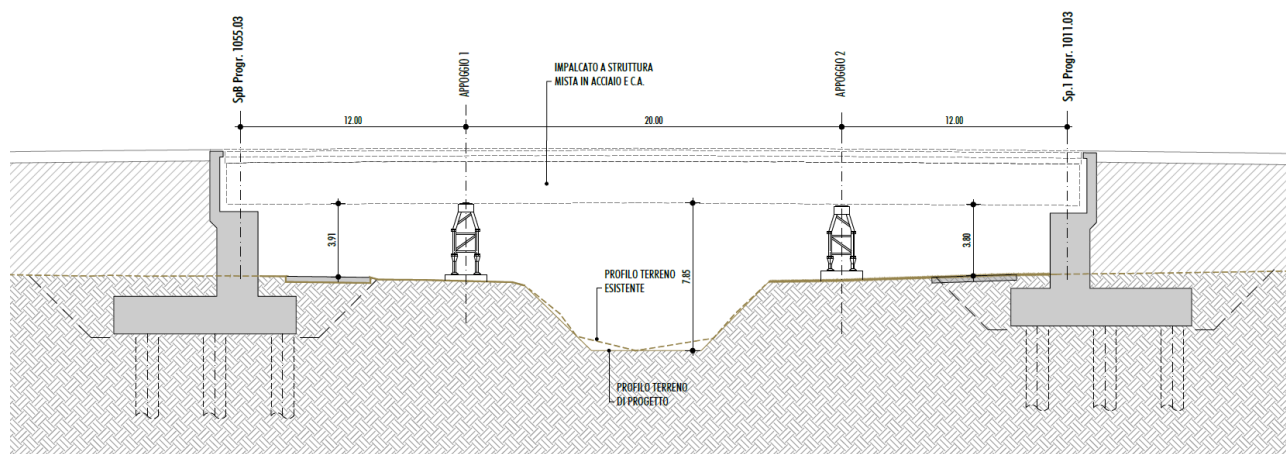 SpB Progr. 1055.03
APPOGGIO 1
IMPALCATO A STRUTTURA
MISTA IN ACCIAIO E C.A.
APPOGGIO 2
Sp.1 Progr. 1011.03
12.00
20.00
12.00
3.91
7.85
3.80
PROFILO TERRENO
ESISTENTE
PROFILO TERRENO
DI PROGETTO